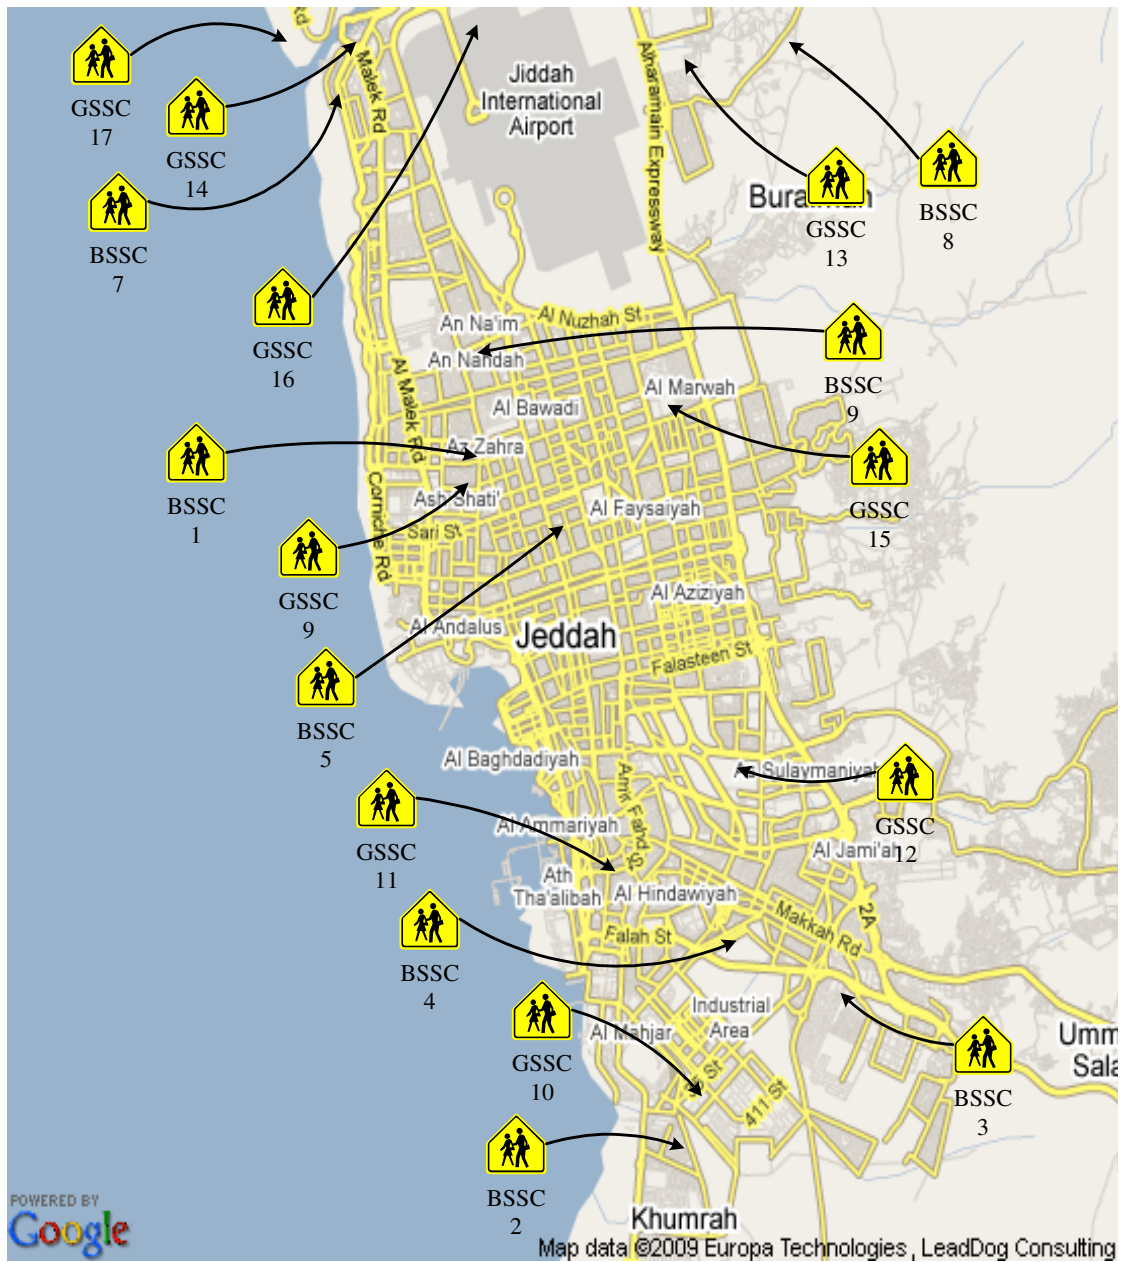 Rd
GSSC
17
Malek Rd
Jiddah
International
Airport
Alharamain Expressway
GSSC
14
BSSC
7
GSSC
13
BSSC
8
GSSC
16
An Na'im
Al Nuzhah St
An Nahdah
BSSC
9
Al Malek Rd
Al Marwah
Al Bawadi
Az Zahra
BSSC
1
GSSC
15
Corniche Rd
Ash Shati'
Al Faysaiyah
Sari St
GSSC
9
Al Aziziyah
Al Andalus
Jeddah
Falasteen St
BSSC
5
Al Baghdadiyah
GSSC
12
Al Ammariyah
Fahd St
GSSC
11
Al Jami'ah
Ath
Tha'alibah
Al Hindawiyah
2A
Makkah Rd
Falah St
BSSC
4
Industrial
Area
Al Mahjar
Umm
Sala
GSSC
10
St
411 St
BSSC
3
BSSC
2
Khumrah
POWERED BY
Google
Map data ©2009 Europa Technologies, LeadDog Consulting